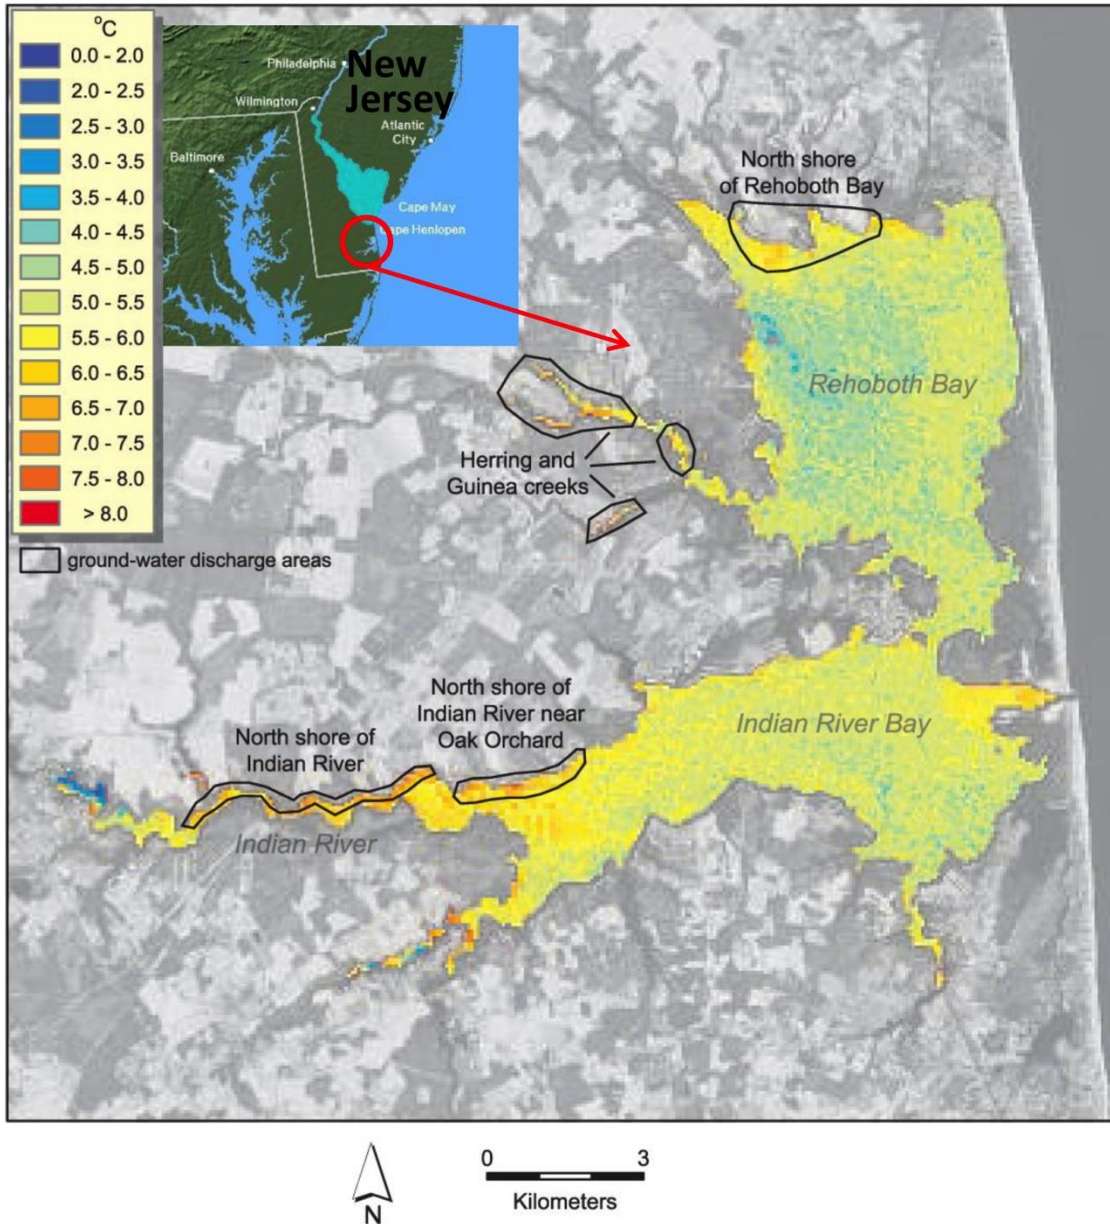 °C
0.0 - 2.0
2.0 - 2.5
2.5 - 3.0
3.0 - 3.5
3.5 - 4.0
4.0 - 4.5
4.5 - 5.0
5.0 - 5.5
5.5 - 6.0
6.0 - 6.5
6.5 - 7.0
7.0 - 7.5
7.5 - 8.0
> 8.0
ground-water discharge areas
Philadelphia
New
Jersey
Wilmington
Atlantic
City
Baltimore
Cape May
Cape Henlopen
North shore
of Rehoboth Bay
Rehoboth Bay
Herring and
Guinea creeks
North shore of
Indian River near
Oak Orchard
Indian River Bay
North shore of
Indian River
Indian River
N
0
3
Kilometers